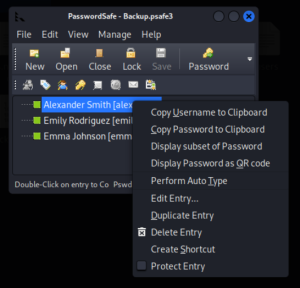 PasswordSafe - Backup.psafe3
File Edit View Manage Help
New Open Close Lock Save Password
Alexander Smith [alex
Emily Rodriguez [emil
Emma Johnson [emm
Copy Username to Clipboard
Copy Password to Clipboard
Display subset of Password
Display Password as QR code
Perform Auto Type
Edit Entry...
Duplicate Entry
Delete Entry
Create Shortcut
Protect Entry
Double-Click on entry to Co Pswd